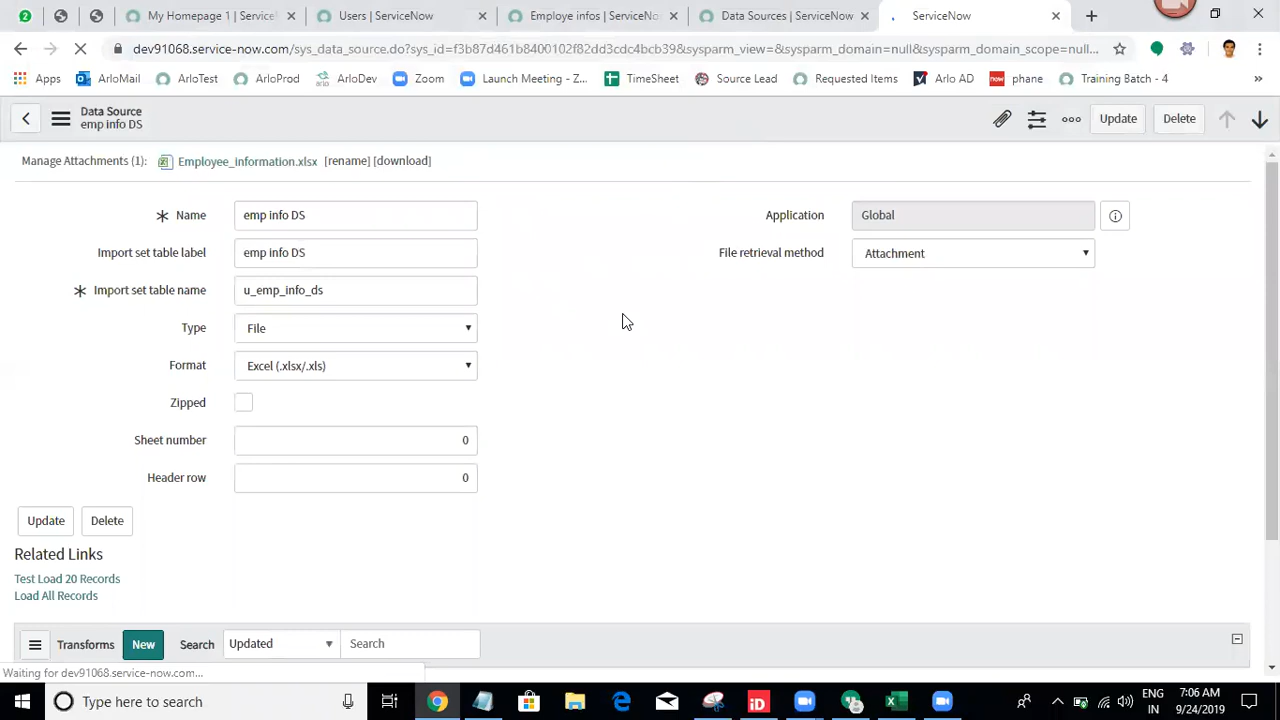 2
My Homepage 1 | ServiceN
Users | ServiceNow
Employe infos | ServiceNo
Data Sources | ServiceNow
ServiceNow
dev91068.service-now.com/sys_data_source.do?sys_id=f3b87d461b8400102f82dd3cdc4bcb39&sysparm_view=&sysparm_domain=null&sysparm_domain_scope=null...
Apps
ArloMail
ArloTest
ArloProd
ArloDev
Zoom
Launch Meeting - Z...
TimeSheet
Source Lead
Requested Items
Arlo AD
now phane
Training Batch - 4
»
Data Source
emp info DS
Update
Delete
Manage Attachments (1): Employee_information.xlsx [rename] [download]
Name emp info DS
Application Global
Import set table label emp info DS
File retrieval method Attachment
Import set table name u_emp_info_ds
Type File
Format Excel (.xlsx/.xls)
Zipped
Sheet number 0
Header row 0
Update Delete
Related Links
Test Load 20 Records
Load All Records
Transforms New Search Updated Search
Waiting for dev91068.service-now.com...
Type here to search
iD
ENG
IN
7:06 AM
9/24/2019